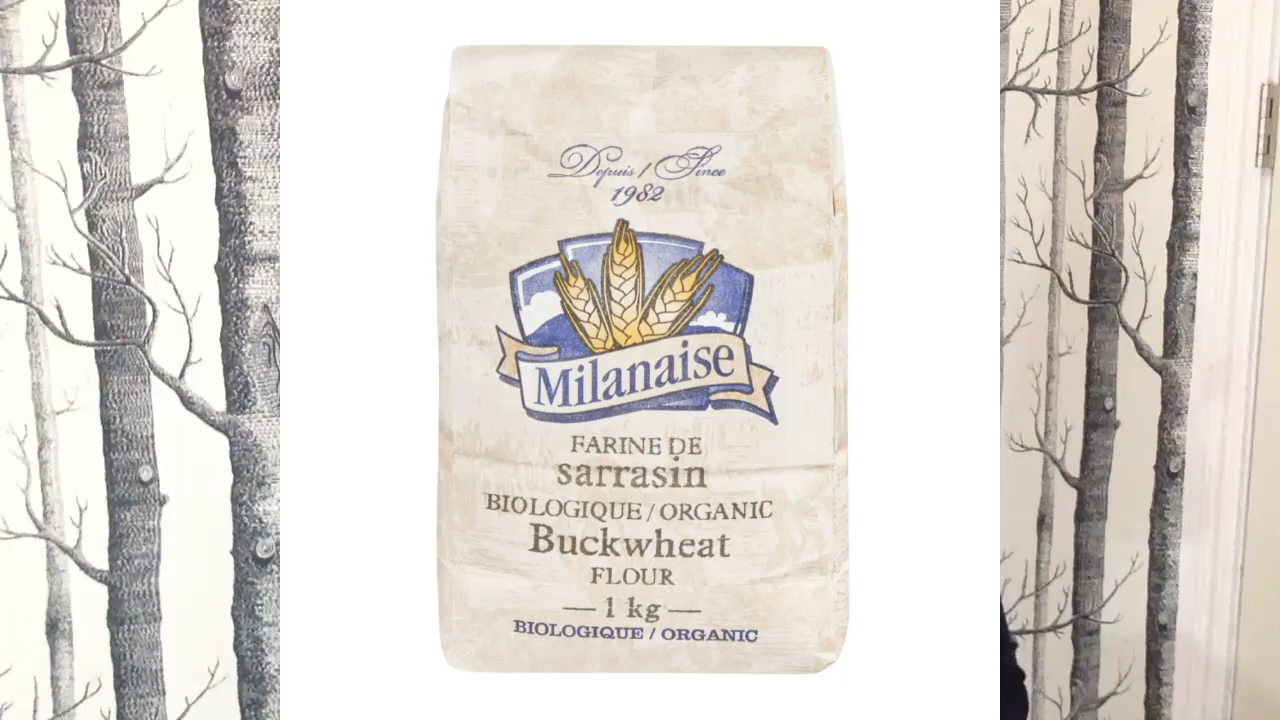 Depuis / Since
1982
Milanaise
FARINE DE
sarrasin
BIOLOGIQUE / ORGANIC
Buckwheat
FLOUR
— 1 kg —
BIOLOGIQUE / ORGANIC